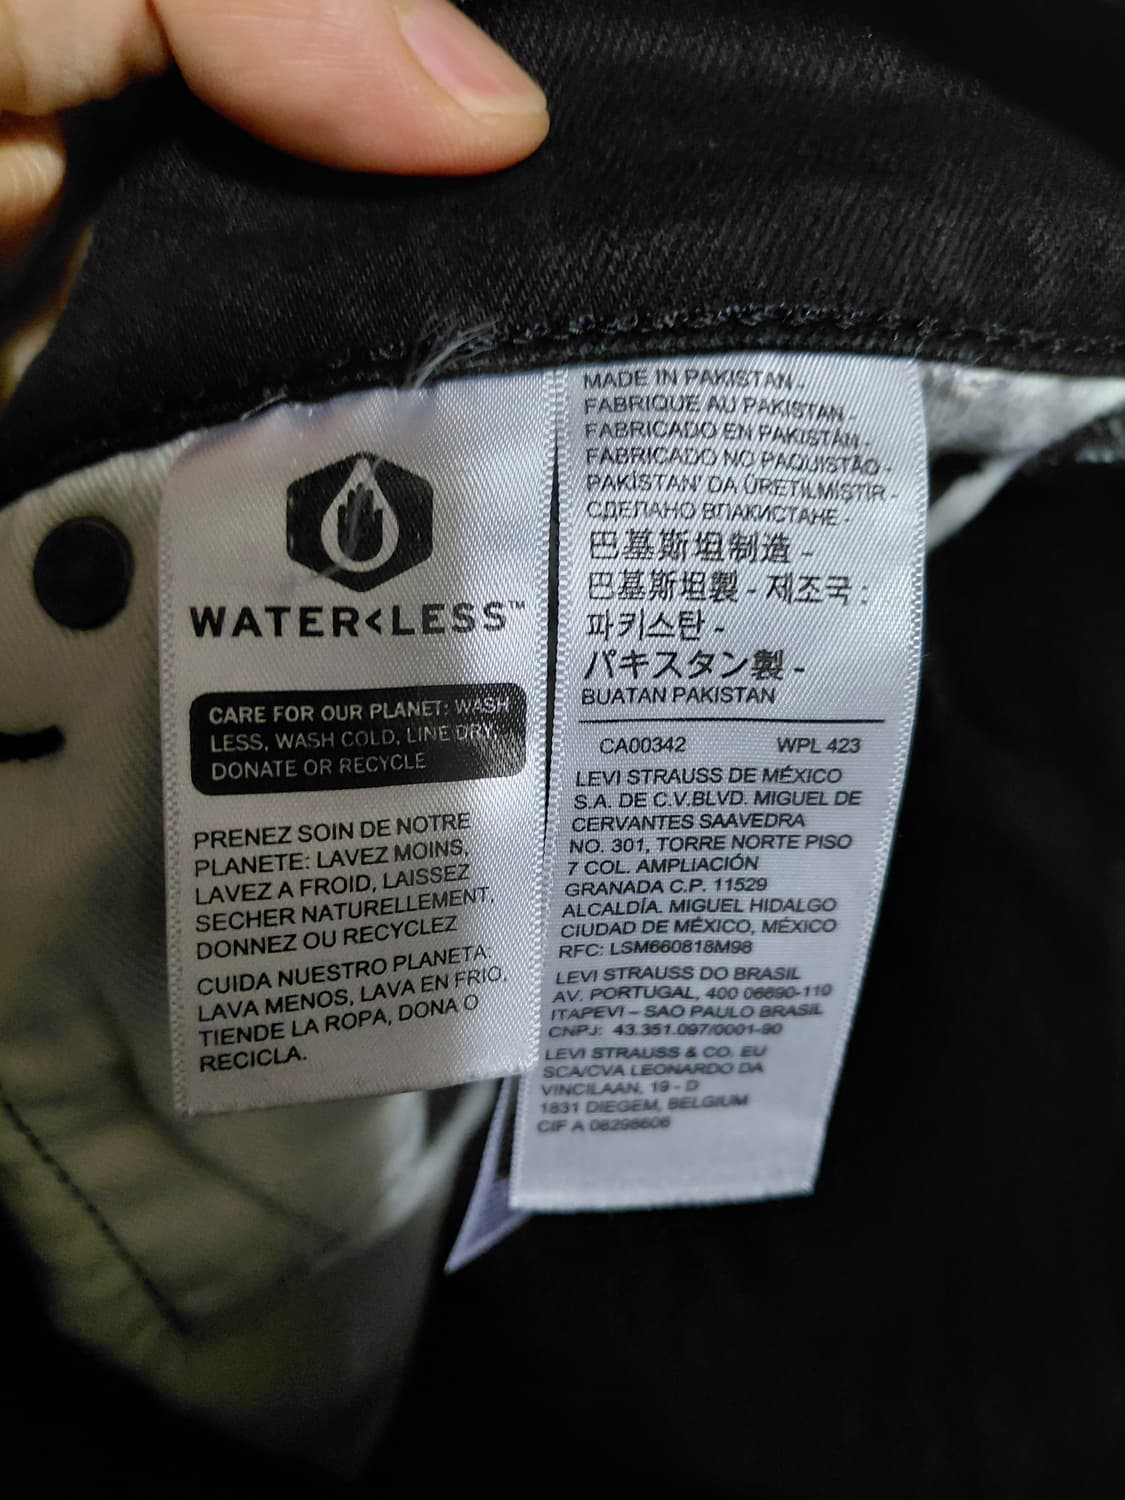 WATER<LESS™
CARE FOR OUR PLANET: WASH
LESS, WASH COLD, LINE DRY,
DONATE OR RECYCLE
PRENEZ SOIN DE NOTRE
PLANETE: LAVEZ MOINS,
LAVEZ A FROID, LAISSEZ
SECHER NATURELLEMENT,
DONNEZ OU RECYCLEZ
CUIDA NUESTRO PLANETA:
LAVA MENOS, LAVA EN FRIO,
TIENDE LA ROPA, DONA O
RECICLA.
MADE IN PAKISTAN -
FABRIQUE AU PAKISTAN -
FABRICADO EN PAKISTÁN -
FABRICADO NO PAQUISTÃO -
PAKİSTAN' DA ÜRETILMISTIR -
СДЕЛАНО ВПАКИСТАНЕ -
巴基斯坦制造 -
巴基斯坦製 - 제조국 :
파키스탄 -
パキスタン製 -
BUATAN PAKISTAN
CA00342 WPL 423
LEVI STRAUSS DE MÉXICO
S.A. DE C.V.BLVD. MIGUEL DE
CERVANTES SAAVEDRA
NO. 301, TORRE NORTE PISO
7 COL. AMPLIACIÓN
GRANADA C.P. 11529
ALCALDÍA. MIGUEL HIDALGO
CIUDAD DE MÉXICO, MÉXICO
RFC: LSM660818M98
LEVI STRAUSS DO BRASIL
AV. PORTUGAL, 400 06690-110
ITAPEVI – SAO PAULO BRASIL
CNPJ: 43.351.097/0001-90
LEVI STRAUSS & CO. EU
SCA/CVA LEONARDO DA
VINCILAAN, 19 - D
1831 DIEGEM, BELGIUM
CIF A 08298606